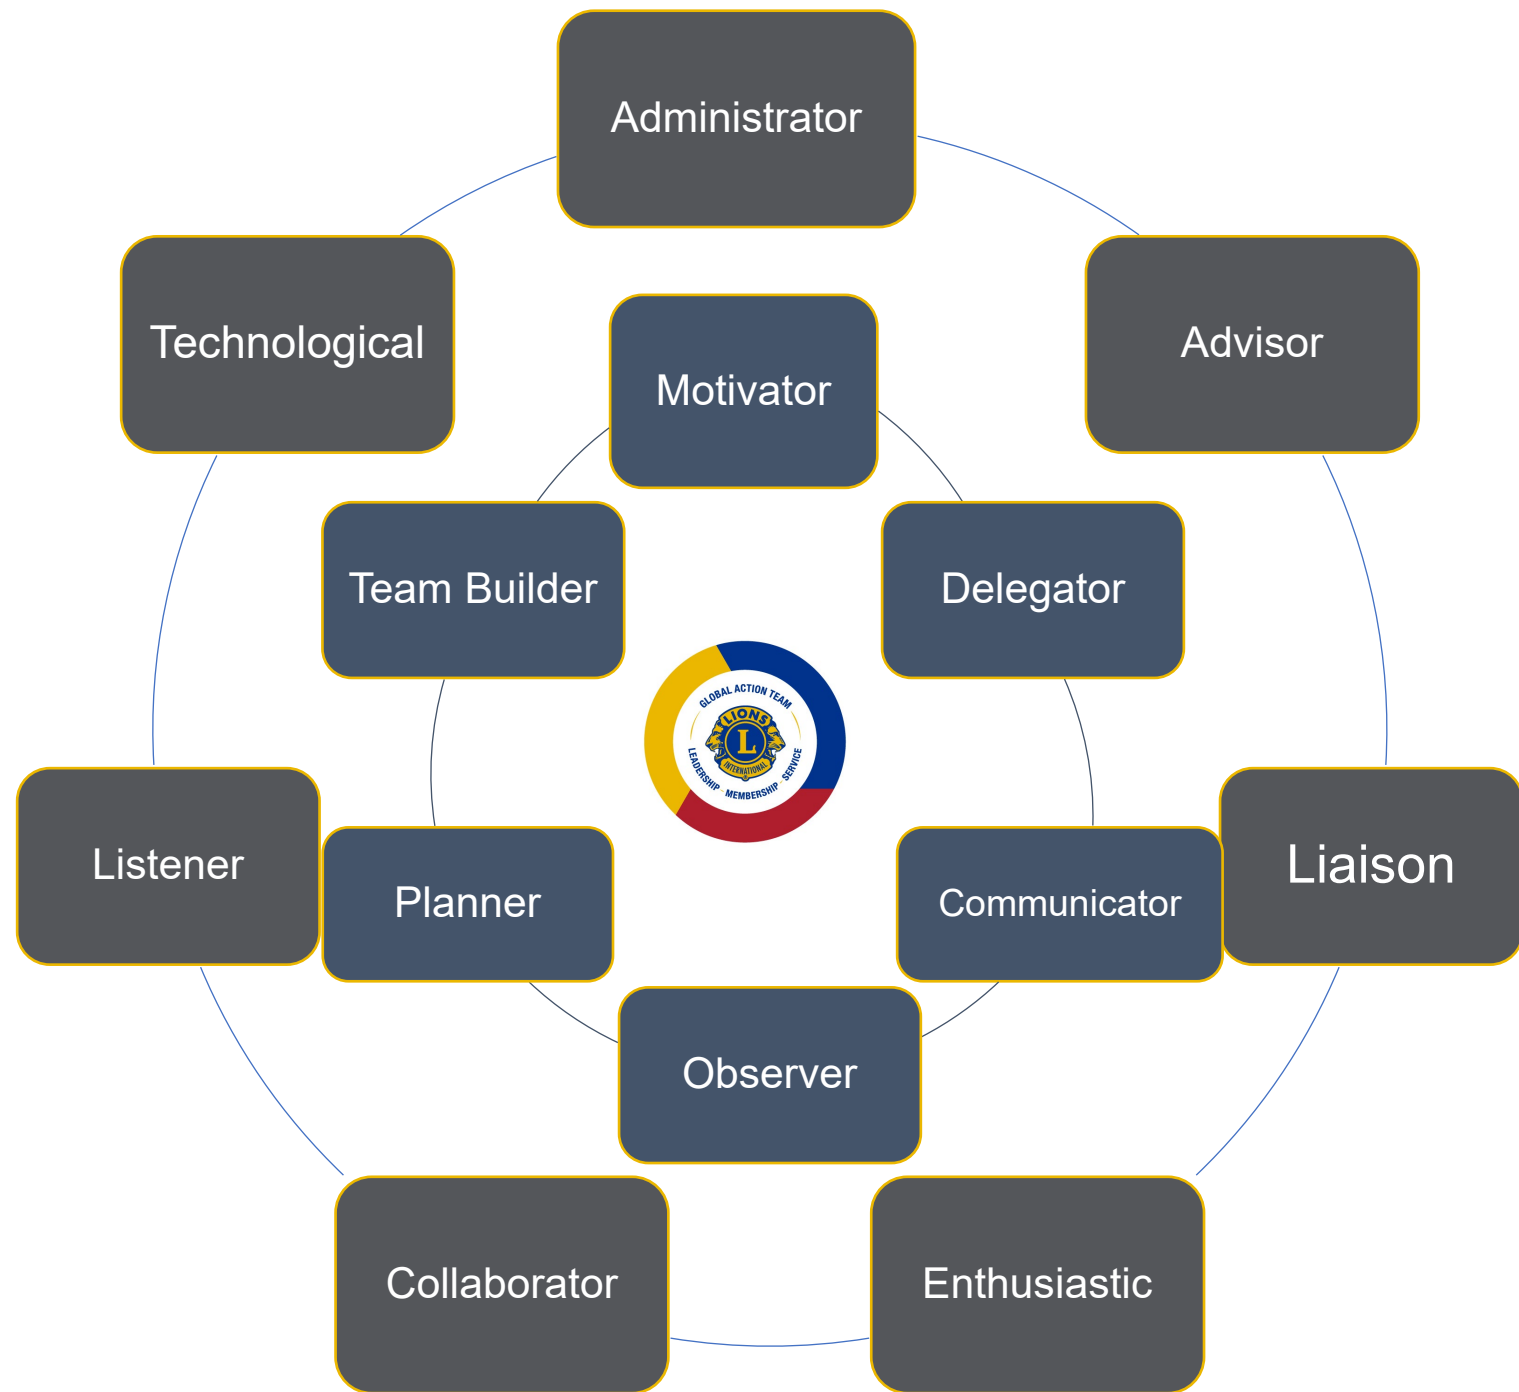 Administrator
Technological
Advisor
Motivator
Team Builder
Delegator
GLOBAL ACTION TEAM
LIONS
L
INTERNATIONAL
LEADERSHIP · MEMBERSHIP · SERVICE
Listener
Liaison
Planner
Communicator
Observer
Collaborator
Enthusiastic